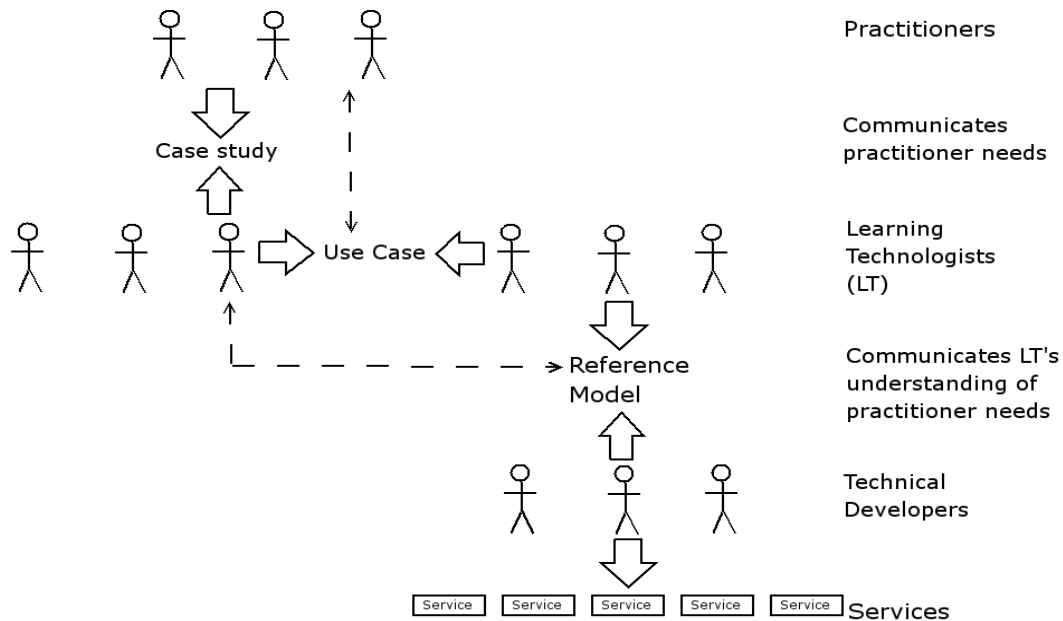 Practitioners
Communicates
practitioner needs
Case study
Learning
Technologists
(LT)
Use Case
Communicates LT's
understanding of
practitioner needs
Reference
Model
Technical
Developers
Service
Service
Service
Service
Service
Services